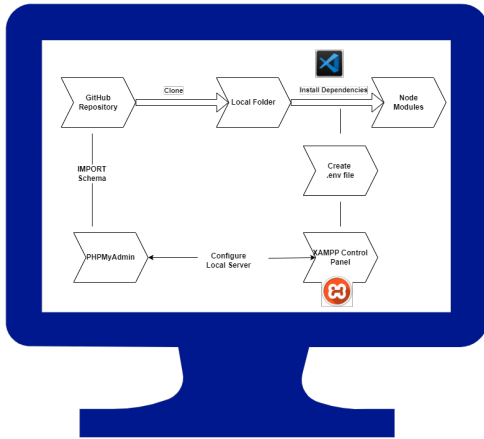 GitHub
Repository
Clone
Local Folder
Install Dependencies
Node
Modules
IMPORT
Schema
Create
.env file
PHPMyAdmin
Configure
Local Server
XAMPP Control
Panel